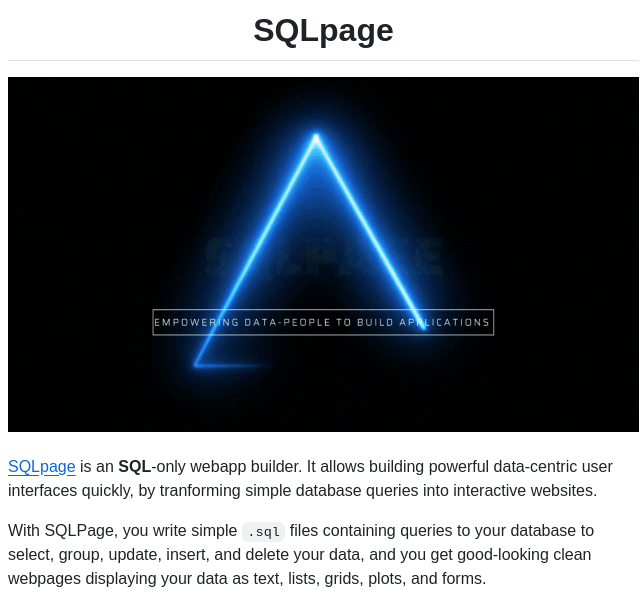 SQLpage
SQLPAGE
EMPOWERING DATA-PEOPLE TO BUILD APPLICATIONS
SQLpage is an SQL-only webapp builder. It allows building powerful data-centric user
interfaces quickly, by tranforming simple database queries into interactive websites.
With SQLPage, you write simple .sql files containing queries to your database to
select, group, update, insert, and delete your data, and you get good-looking clean
webpages displaying your data as text, lists, grids, plots, and forms.